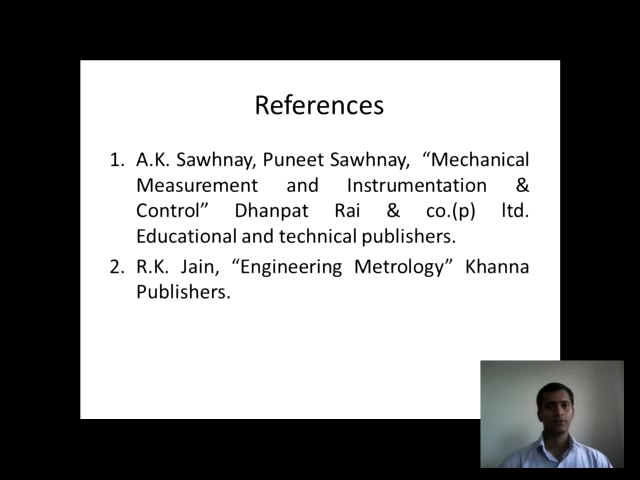 References
1. A.K. Sawhnay, Puneet Sawhnay, “Mechanical
Measurement and Instrumentation &
Control” Dhanpat Rai & co.(p) ltd.
Educational and technical publishers.
2. R.K. Jain, “Engineering Metrology” Khanna
Publishers.